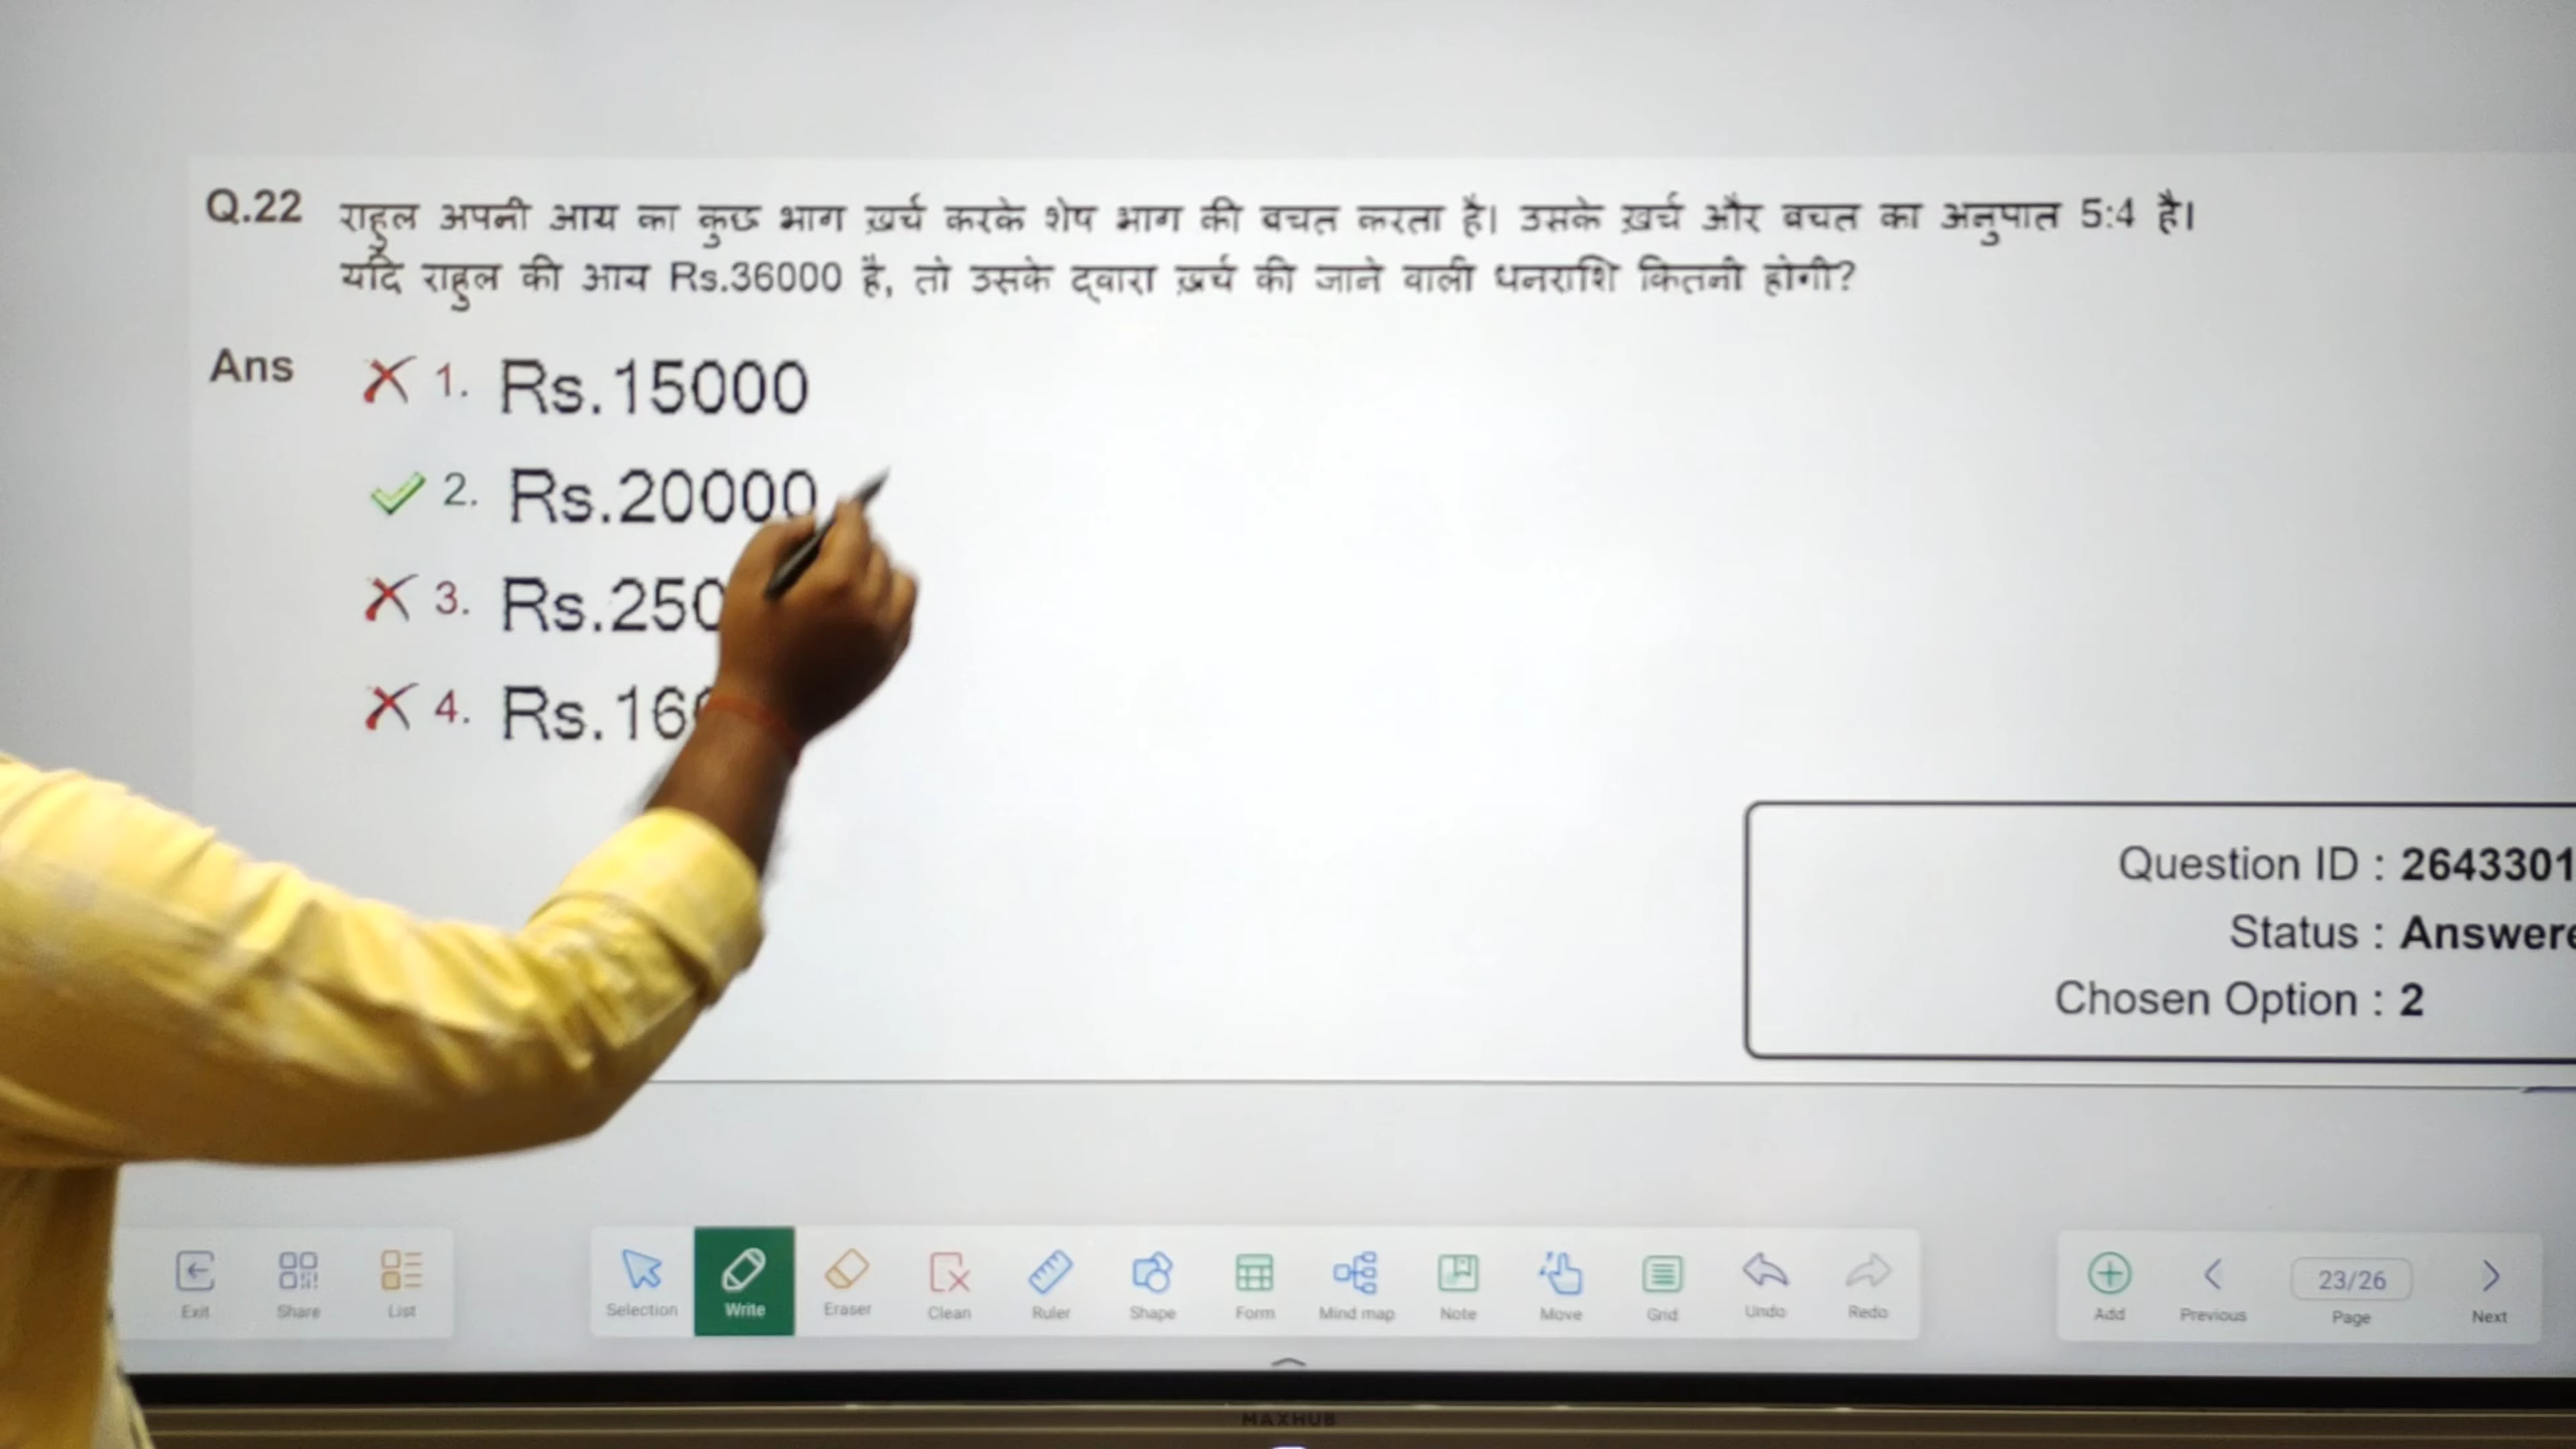 Q.22 राहुल अपनी आय का कुछ भाग ख़र्च करके शेष भाग की बचत करता है। उसके ख़र्च और बचत का अनुपात 5:4 है।
यदि राहुल की आय Rs.36000 है, तो उसके द्वारा ख़र्च की जाने वाली धनराशि कितनी होगी?
Ans 1. Rs.15000
2. Rs.20000
3. Rs.250
4. Rs.16
Question ID : 2643301
Status : Answere
Chosen Option : 2
Exit Share List Selection Write Eraser Clean Ruler Shape Form Mind map Note Move Grid Undo Redo Add Previous 23/26 Page Next
MAXHUB